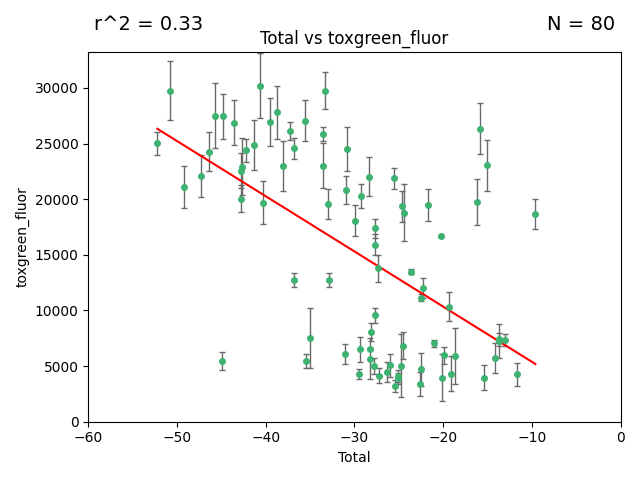 r^2 = 0.33 N = 80
Total vs toxgreen_fluor
30000
25000
20000
15000
10000
5000
0
toxgreen_fluor
−60 −50 −40 −30 −20 −10 0
Total